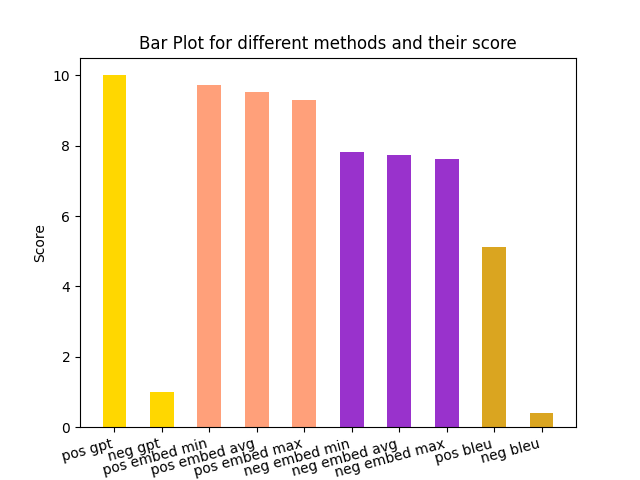 Bar Plot for different methods and their score
Score
10
8
6
4
2
0
pos gpt
neg gpt
pos embed min
pos embed avg
pos embed max
neg embed min
neg embed avg
neg embed max
pos bleu
neg bleu